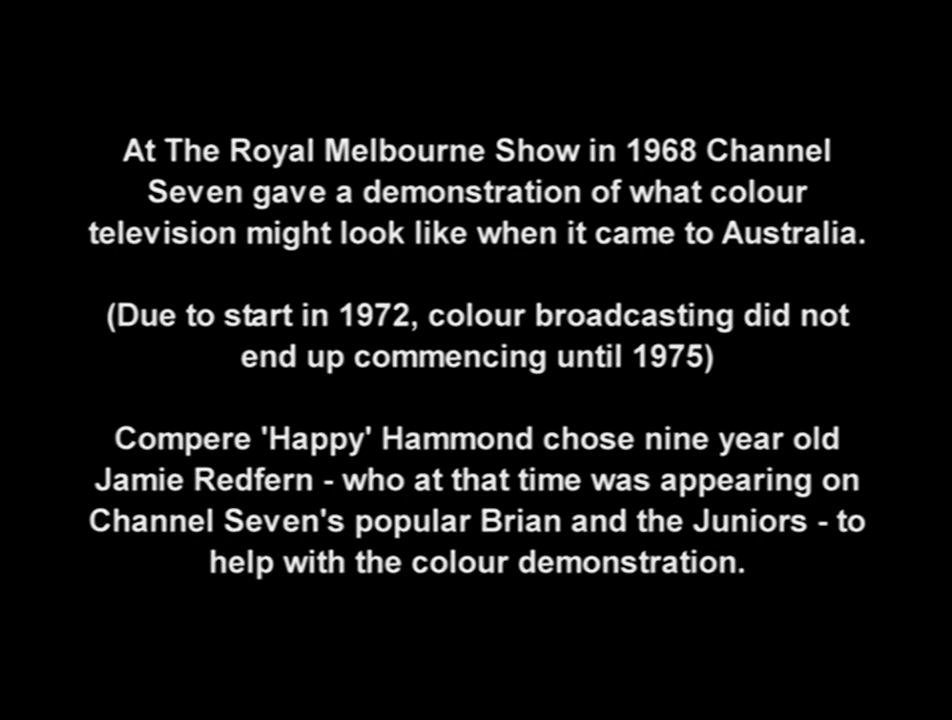 At The Royal Melbourne Show in 1968 Channel
Seven gave a demonstration of what colour
television might look like when it came to Australia.
(Due to start in 1972, colour broadcasting did not
end up commencing until 1975)
Compere 'Happy' Hammond chose nine year old
Jamie Redfern - who at that time was appearing on
Channel Seven's popular Brian and the Juniors - to
help with the colour demonstration.